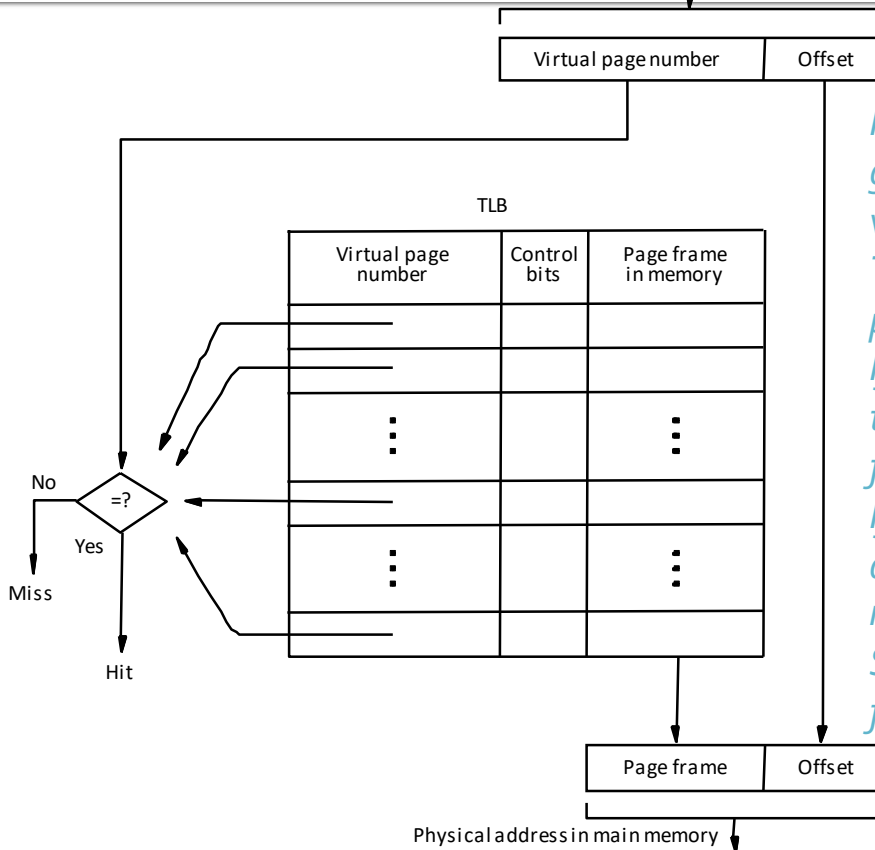 Virtual page number
Offset
TLB
Virtual page
number
Control
bits
Page frame
in memory
No
=?
Yes
Miss
Hit
Page frame
Offset
Physical address in main memory